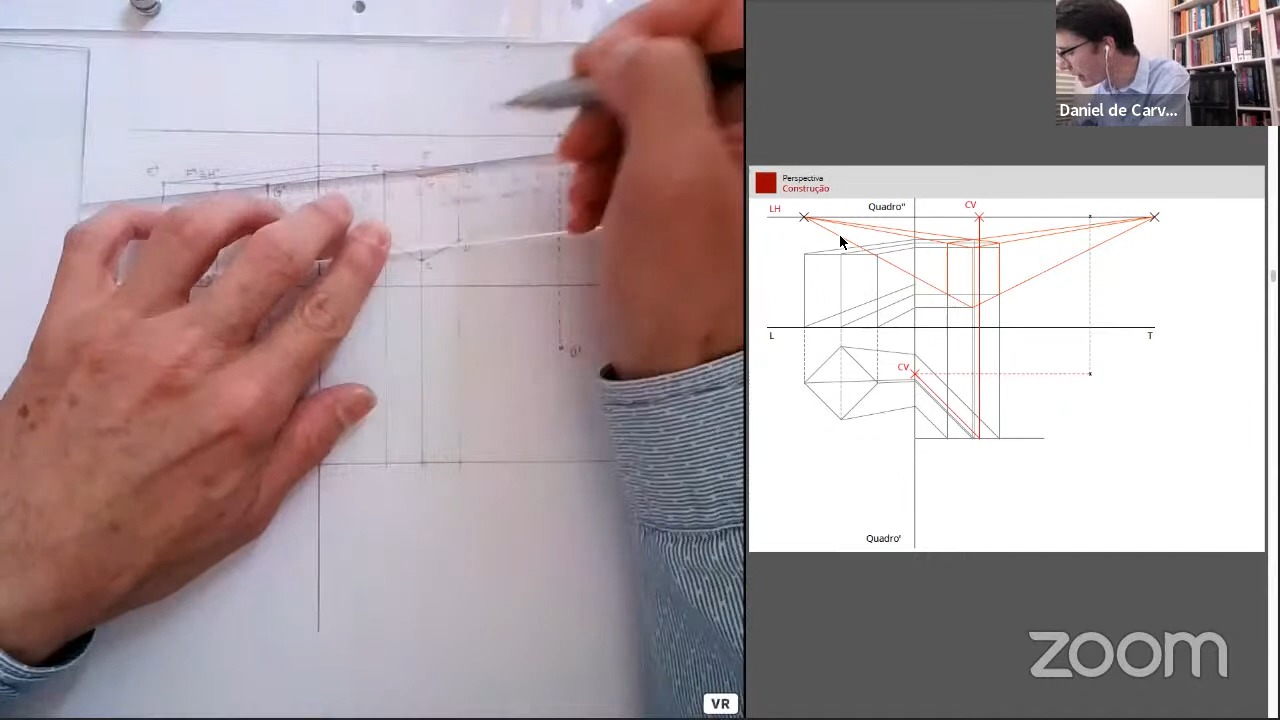 Daniel de Carv...
Perspectiva
Construção
LH
Quadro"
CV
L
T
CV
Quadro'
O'
zoom
VR